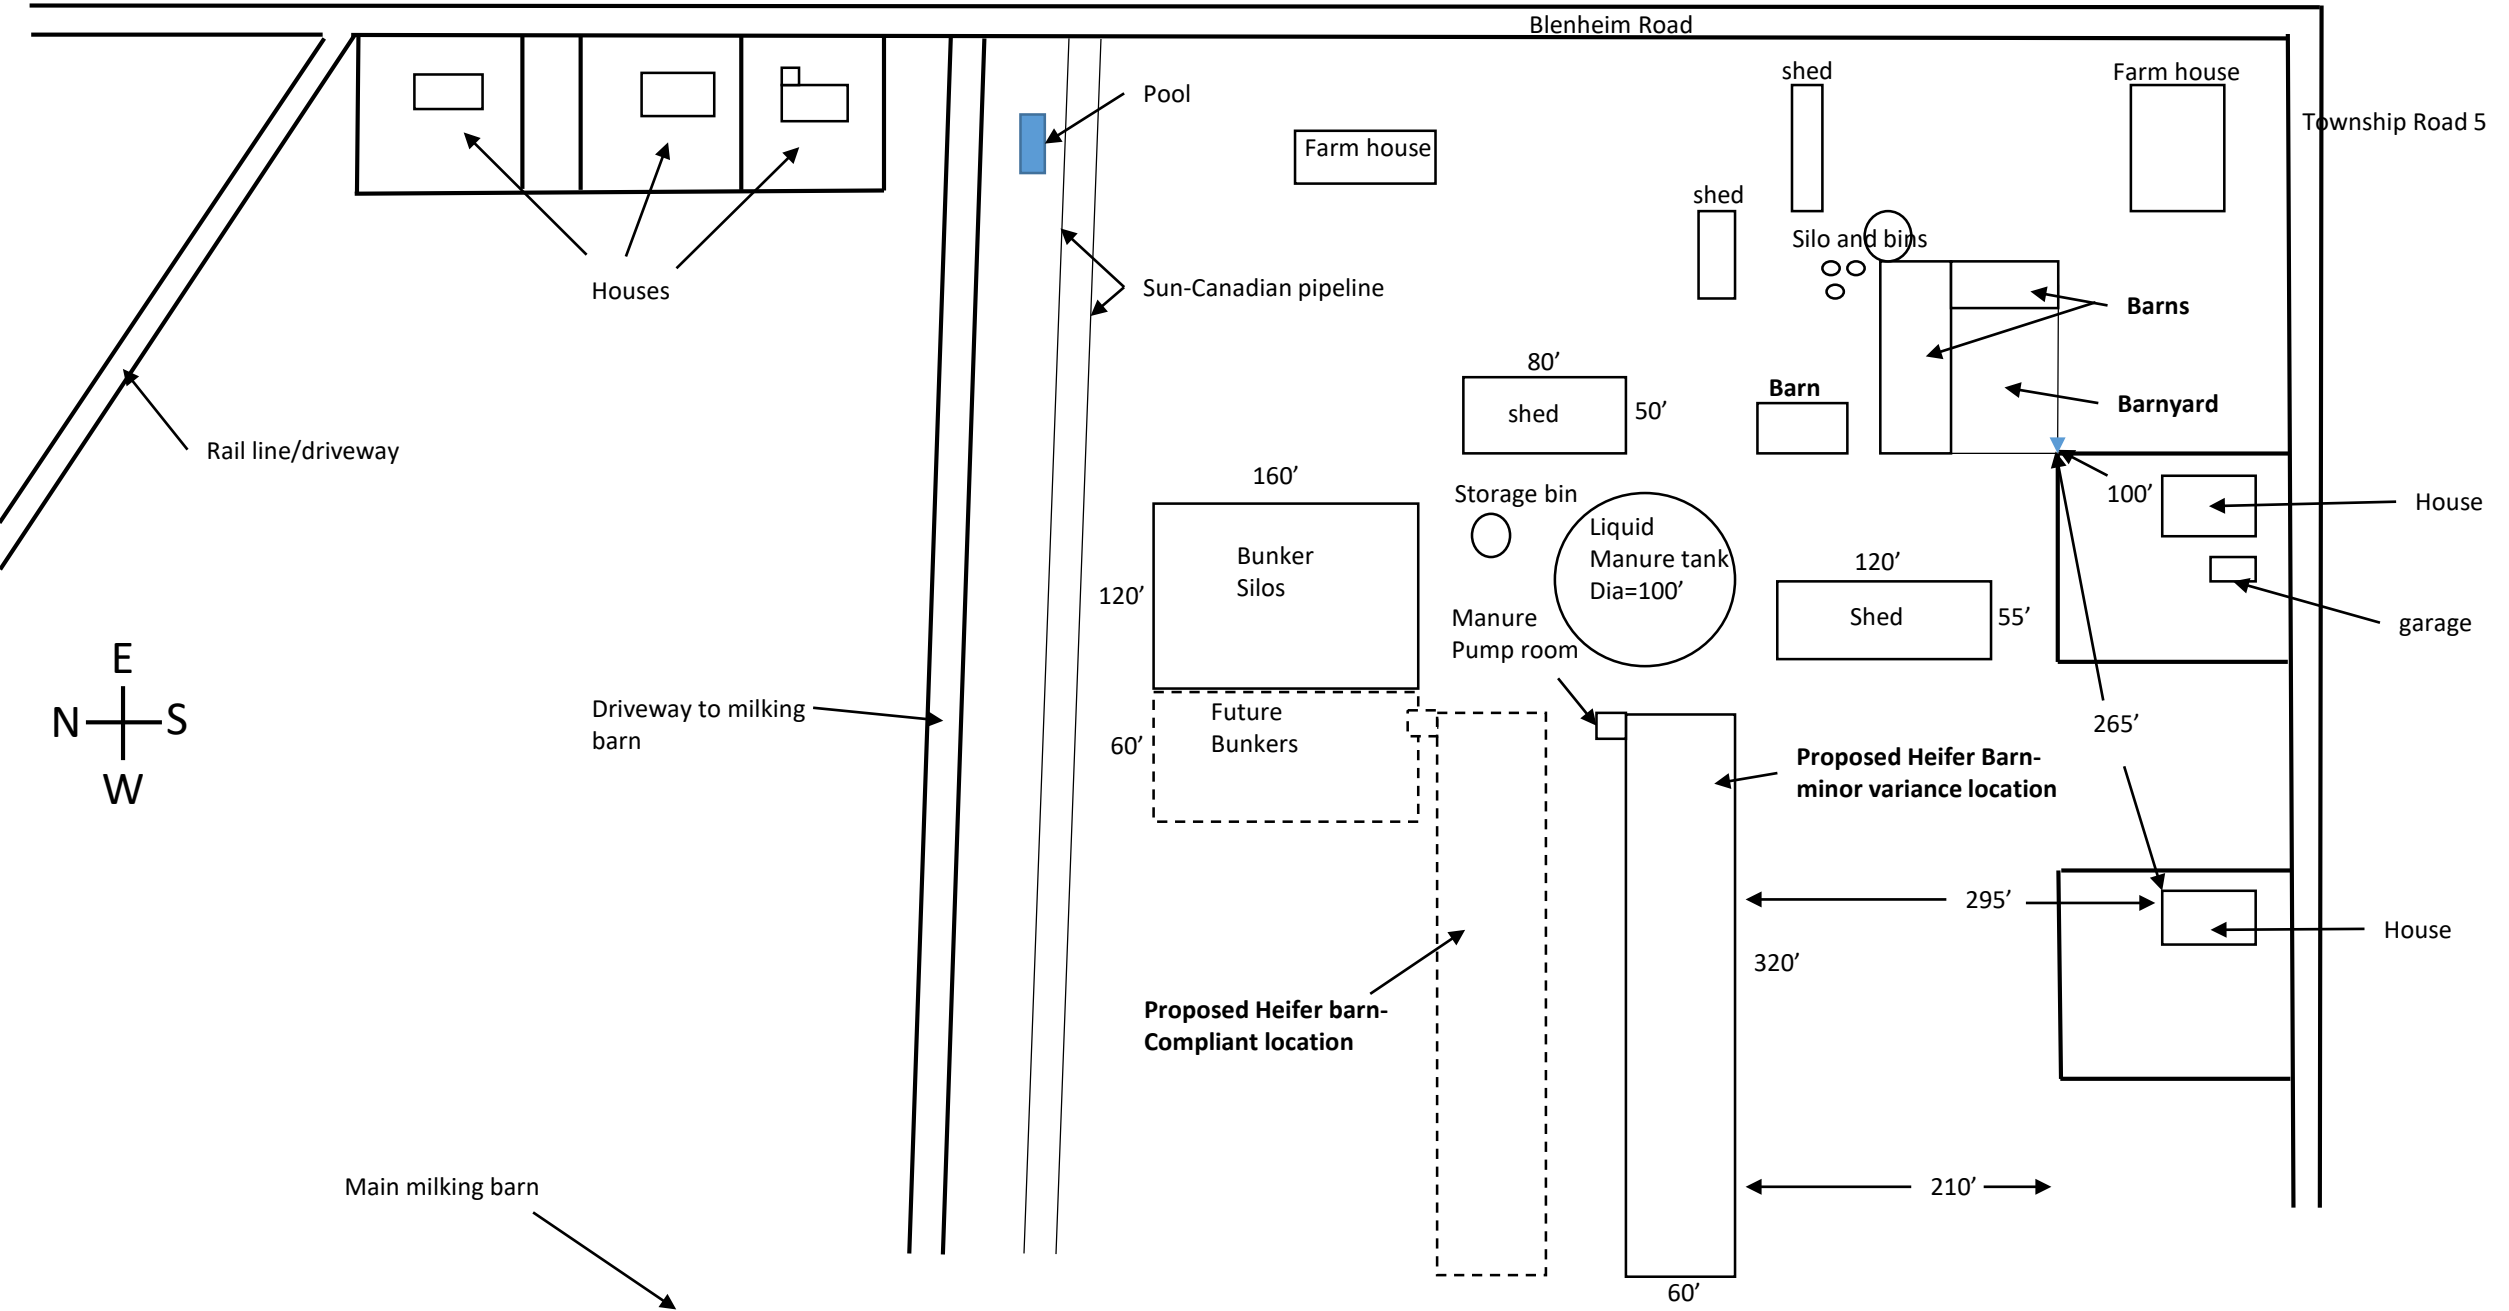 Blenheim Road
shed
Farm house
Pool
Township Road 5
Farm house
shed
Silo and bins
Houses
Sun-Canadian pipeline
Barns
80’
Barn
Barnyard
shed
50’
Rail line/driveway
160’
Storage bin
100’
House
Liquid
Manure tank
Dia=100’
Bunker
Silos
120’
120’
Shed
55’
garage
Manure
Pump room
E
N
S
W
Driveway to milking
barn
Future
Bunkers
60’
265’
Proposed Heifer Barn-
minor variance location
295’
House
320’
Proposed Heifer barn-
Compliant location
Main milking barn
210’
60’